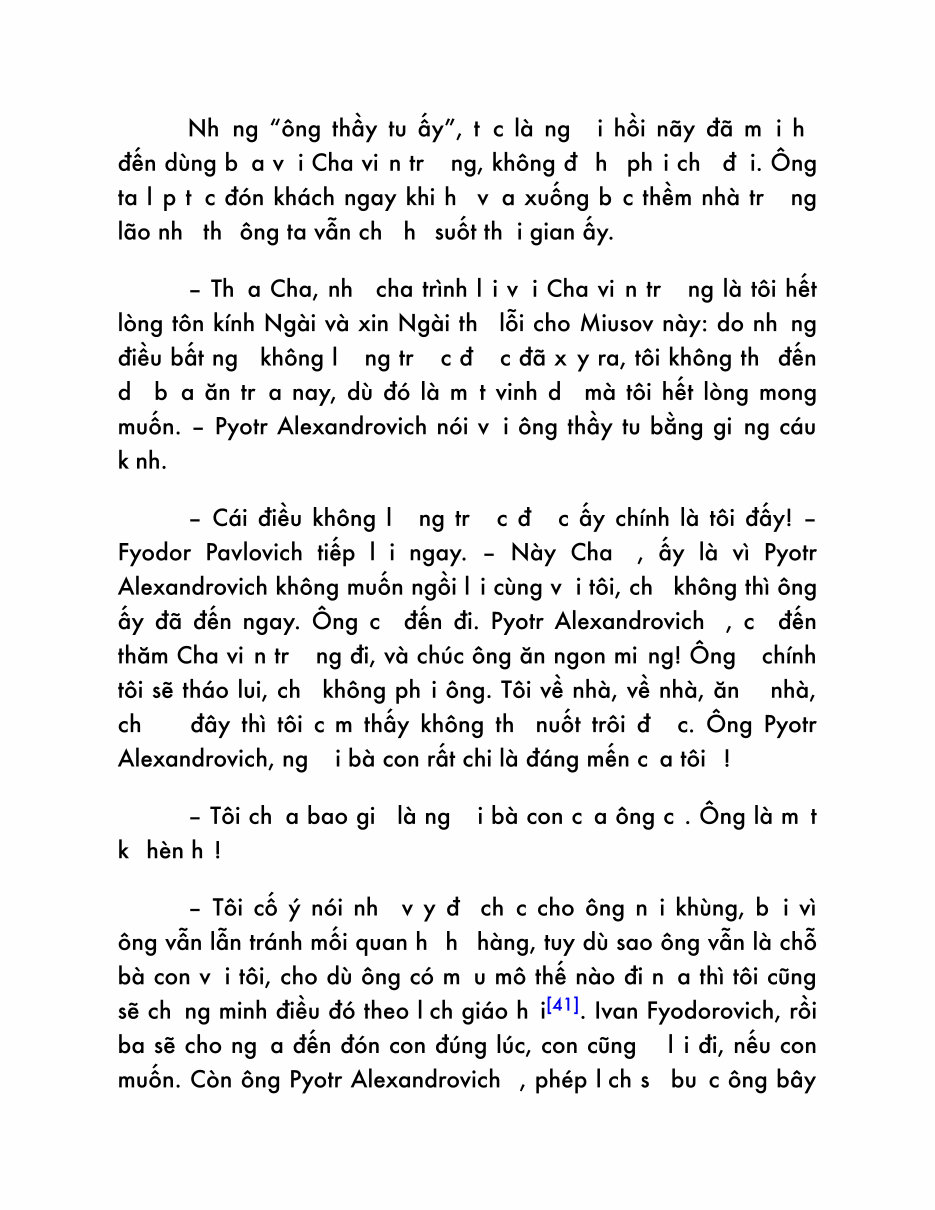 Nh ng “ông thầy tu ấy”, t c là ng i hồi nãy đã m i h
đến dùng b a v i Cha vi n tr ng, không đ h ph i ch đ i. Ông
ta l p t c đón khách ngay khi h v a xuống b c thềm nhà tr ng
lão nh th ông ta vẫn ch h suốt th i gian ấy.
– Th a Cha, nh cha trình l i v i Cha vi n tr ng là tôi hết
lòng tôn kính Ngài và xin Ngài th lỗi cho Miusov này: do nh ng
điều bất ng không l ng tr c đ c đã x y ra, tôi không th đến
d b a ăn tr a nay, dù đó là m t vinh d mà tôi hết lòng mong
muốn. – Pyotr Alexandrovich nói v i ông thầy tu bằng gi ng cáu
k nh.
– Cái điều không l ng tr c đ c ấy chính là tôi đấy! –
Fyodor Pavlovich tiếp l i ngay. – Này Cha , ấy là vì Pyotr
Alexandrovich không muốn ngồi l i cùng v i tôi, ch không thì ông
ấy đã đến ngay. Ông c đến đi. Pyotr Alexandrovich , c đến
thăm Cha vi n tr ng đi, và chúc ông ăn ngon mi ng! Ông chính
tôi sẽ tháo lui, ch không ph i ông. Tôi về nhà, về nhà, ăn nhà,
ch đây thì tôi c m thấy không th nuốt trôi đ c. Ông Pyotr
Alexandrovich, ng i bà con rất chi là đáng mến c a tôi !
– Tôi ch a bao gi là ng i bà con c a ông c . Ông là m t
k hèn h !
– Tôi cố ý nói nh v y đ ch c cho ông n i khùng, b i vì
ông vẫn lẫn tránh mối quan h h hàng, tuy dù sao ông vẫn là chỗ
bà con v i tôi, cho dù ông có m u mô thế nào đi n a thì tôi cũng
sẽ ch ng minh điều đó theo l ch giáo h i[41]. Ivan Fyodorovich, rồi
ba sẽ cho ng a đến đón con đúng lúc, con cũng l i đi, nếu con
muốn. Còn ông Pyotr Alexandrovich , phép l ch s bu c ông bây